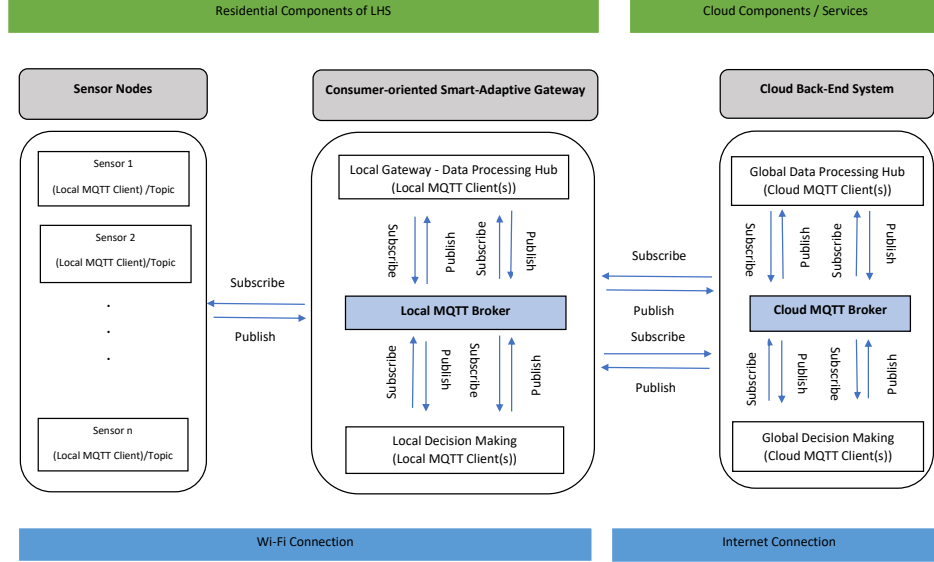 Residential Components of LHS
Cloud Components / Services
Sensor Nodes
Consumer-oriented Smart-Adaptive Gateway
Cloud Back-End System
Sensor 1
(Local MQTT Client) /Topic
Sensor 2
(Local MQTT Client)/Topic
.
.
.
Sensor n
(Local MQTT Client)/Topic
Subscribe
Publish
Local Gateway - Data Processing Hub
(Local MQTT Client(s))
Subscribe
Publish
Subscribe
Publish
Local MQTT Broker
Subscribe
Publish
Subscribe
Publish
Local Decision Making
(Local MQTT Client(s))
Subscribe
Publish
Subscribe
Publish
Global Data Processing Hub
(Cloud MQTT Client(s))
Subscribe
Publish
Subscribe
Publish
Cloud MQTT Broker
Subscribe
Publish
Subscribe
Publish
Global Decision Making
(Cloud MQTT Client(s))
Wi-Fi Connection
Internet Connection